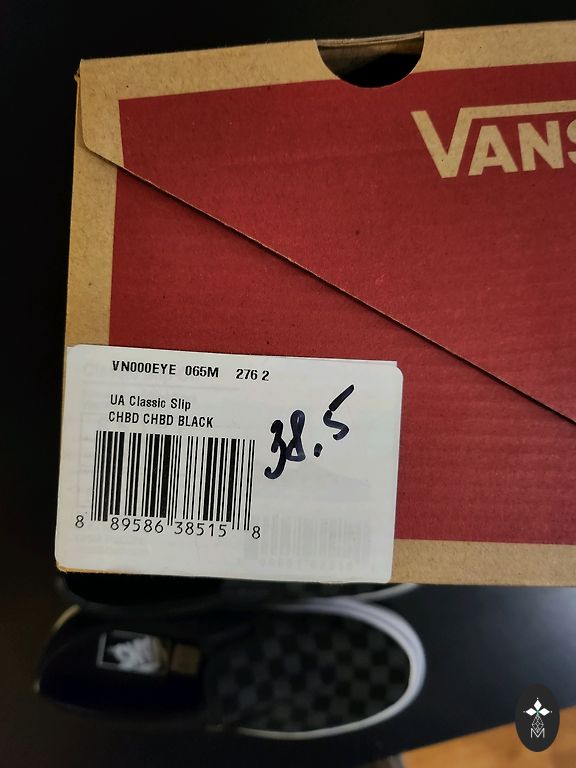 VANS
VN000EYE 065M 276 2
UA Classic Slip
CHBD CHBD BLACK
38.5
8 89586 38515 8
M